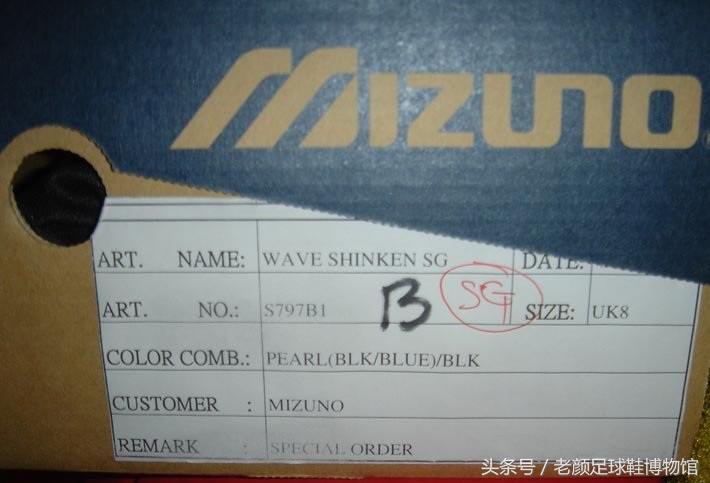 MIZUNO
ART. NAME: WAVE SHINKEN SG DATE:
ART. NO.: S797B1 B SG SIZE: UK8
COLOR COMB.: PEARL(BLK/BLUE)/BLK
CUSTOMER : MIZUNO
REMARK : SPECIAL ORDER
头条号 / 老颜足球鞋博物馆